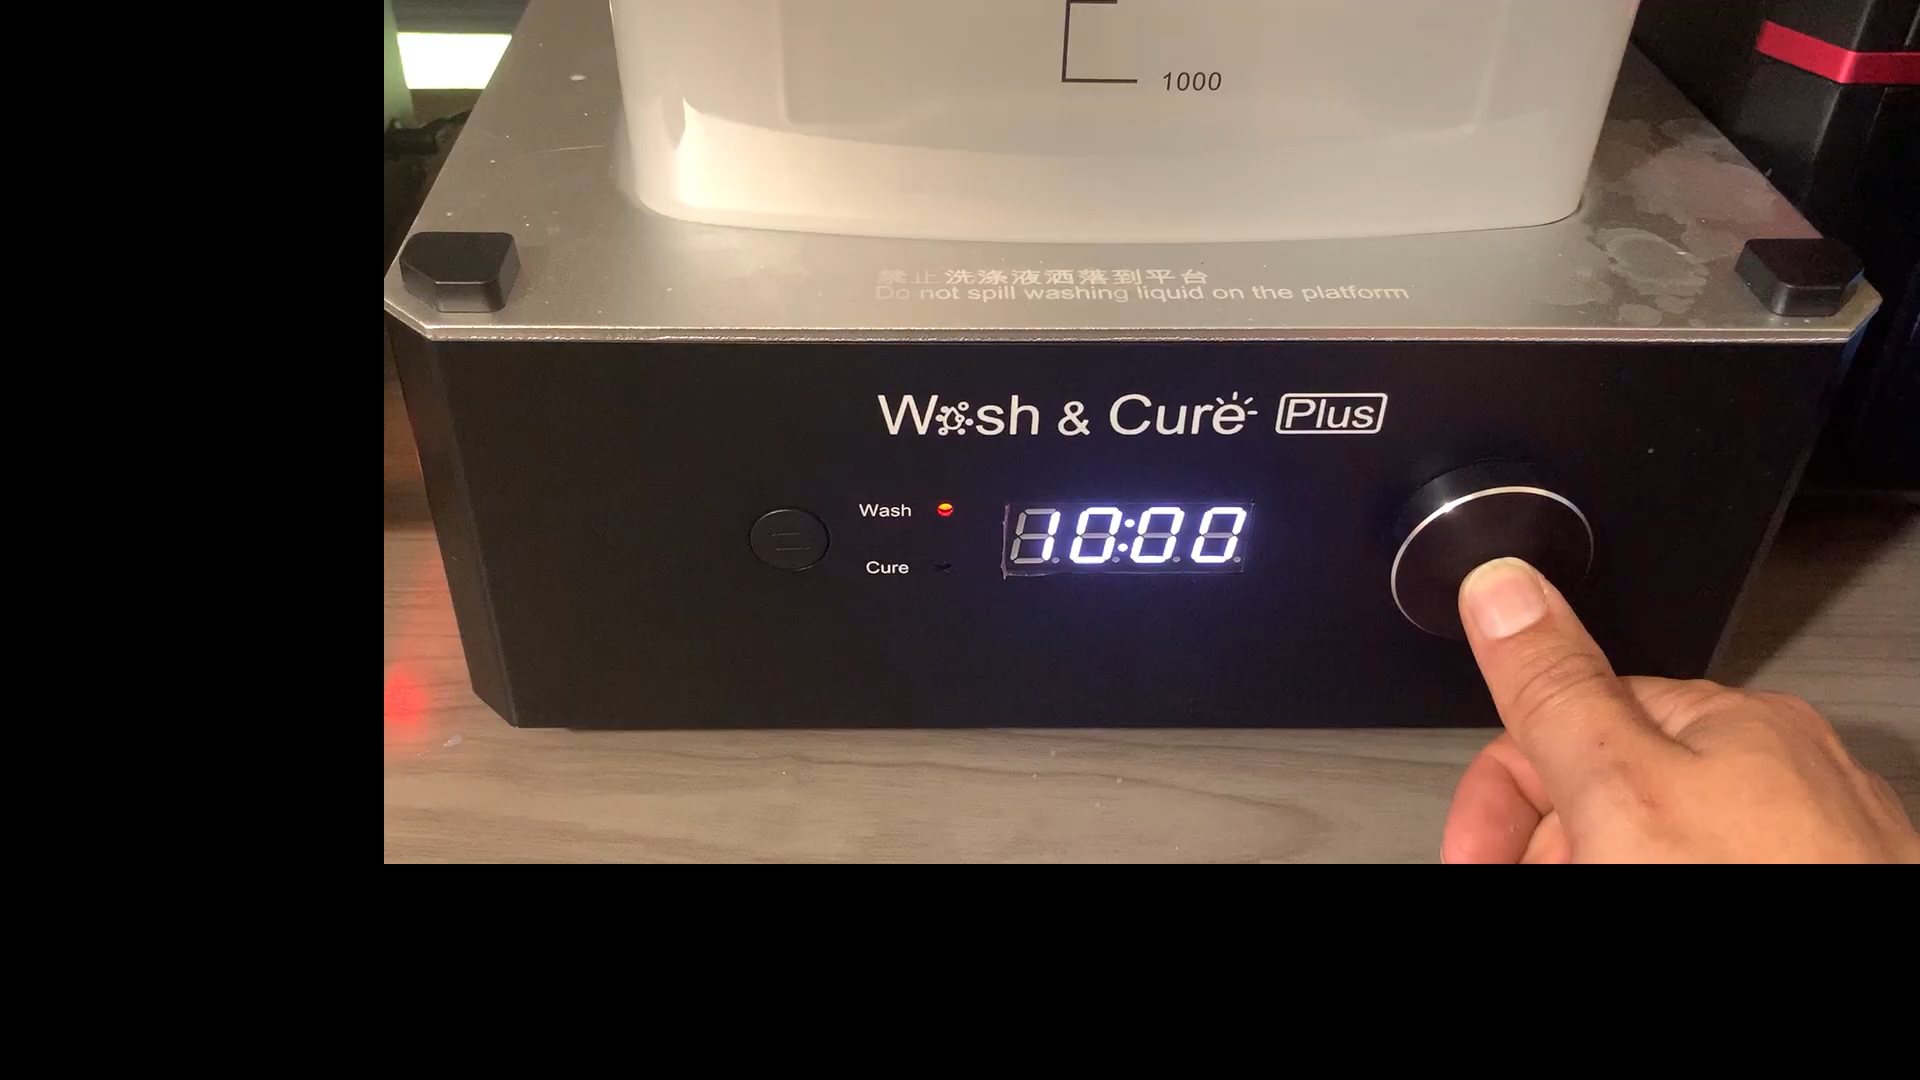 1000
禁止洗涤液洒落到平台
Do not spill washing liquid on the platform
Wash & Cure Plus
Wash
10:00
Cure